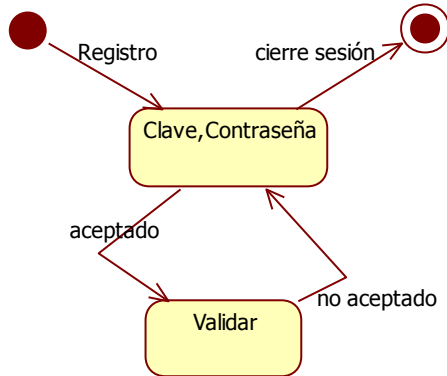 Registro
cierre sesión
Clave,Contraseña
aceptado
no aceptado
Validar